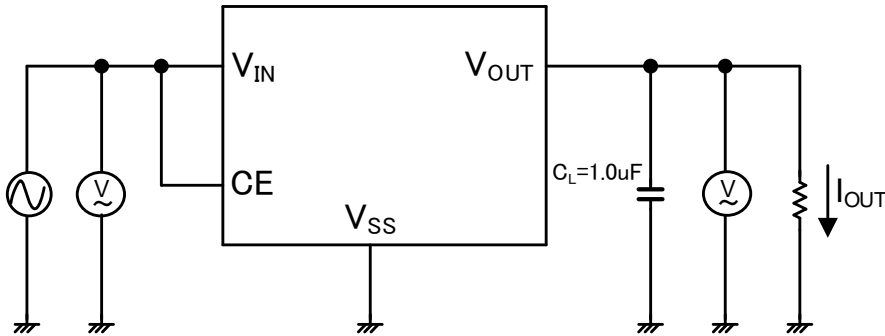 V_IN
V_OUT
CE
V_SS
C_L=1.0uF
V
~
V
~
I_OUT